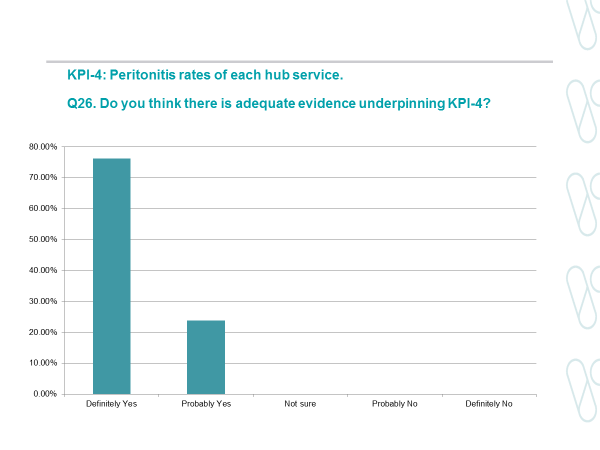 KPI-4: Peritonitis rates of each hub service.
Q26. Do you think there is adequate evidence underpinning KPI-4?
80.00%
70.00%
60.00%
50.00%
40.00%
30.00%
20.00%
10.00%
0.00%
Definitely Yes
Probably Yes
Not sure
Probably No
Definitely No